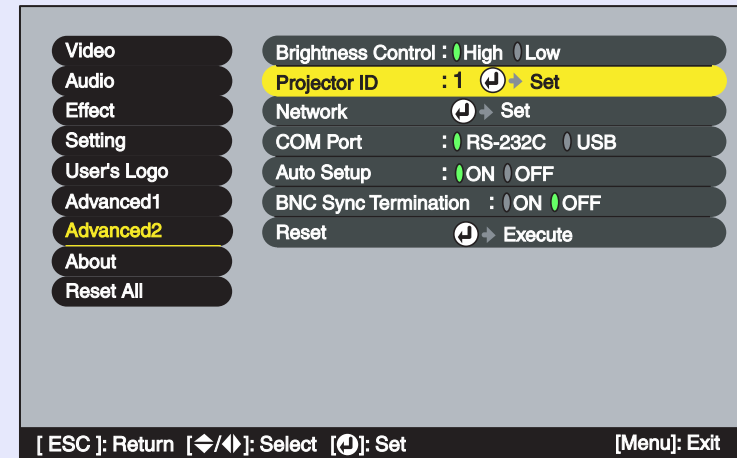 Video
Audio
Effect
Setting
User's Logo
Advanced1
Advanced2
About
Reset All
Brightness Control : High Low
Projector ID : 1 Set
Network Set
COM Port : RS-232C USB
Auto Setup : ON OFF
BNC Sync Termination : ON OFF
Reset Execute
[ ESC ]: Return [ / ]: Select [ ]: Set [Menu]: Exit